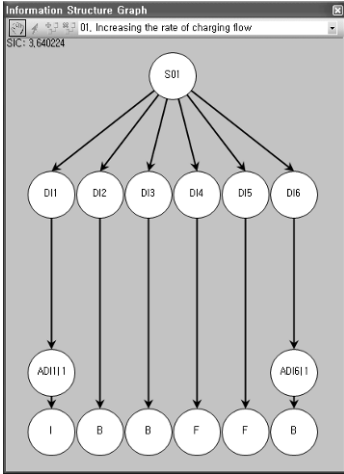 Information Structure Graph
01, Increasing the rate of charging flow
SIC: 3,640224
S01
DI1 DI2 DI3 DI4 DI5 DI6
ADI1|1 ADI6|1
I B B F F B